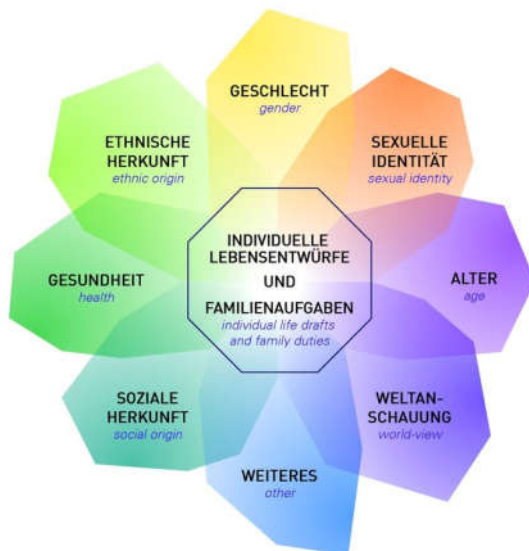 GESCHLECHT
gender
SEXUELLE
IDENTITÄT
sexual identity
ETHNISCHE
HERKUNFT
ethnic origin
INDIVIDUELLE
LEBENSENTWÜRFE
UND
FAMILIENAUFGABEN
individual life drafts
and family duties
GESUNDHEIT
health
ALTER
age
SOZIALE
HERKUNFT
social origin
WELTAN-
SCHAUUNG
world-view
WEITERES
other